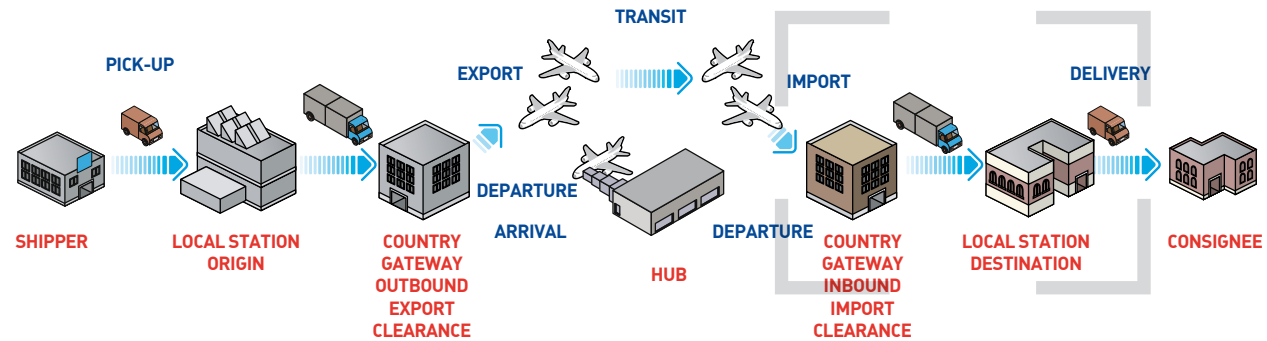 TRANSIT
PICK-UP
EXPORT
IMPORT
DELIVERY
DEPARTURE
ARRIVAL
DEPARTURE
SHIPPER
LOCAL STATION
ORIGIN
COUNTRY
GATEWAY
OUTBOUND
EXPORT
CLEARANCE
HUB
COUNTRY
GATEWAY
INBOUND
IMPORT
CLEARANCE
LOCAL STATION
DESTINATION
CONSIGNEE